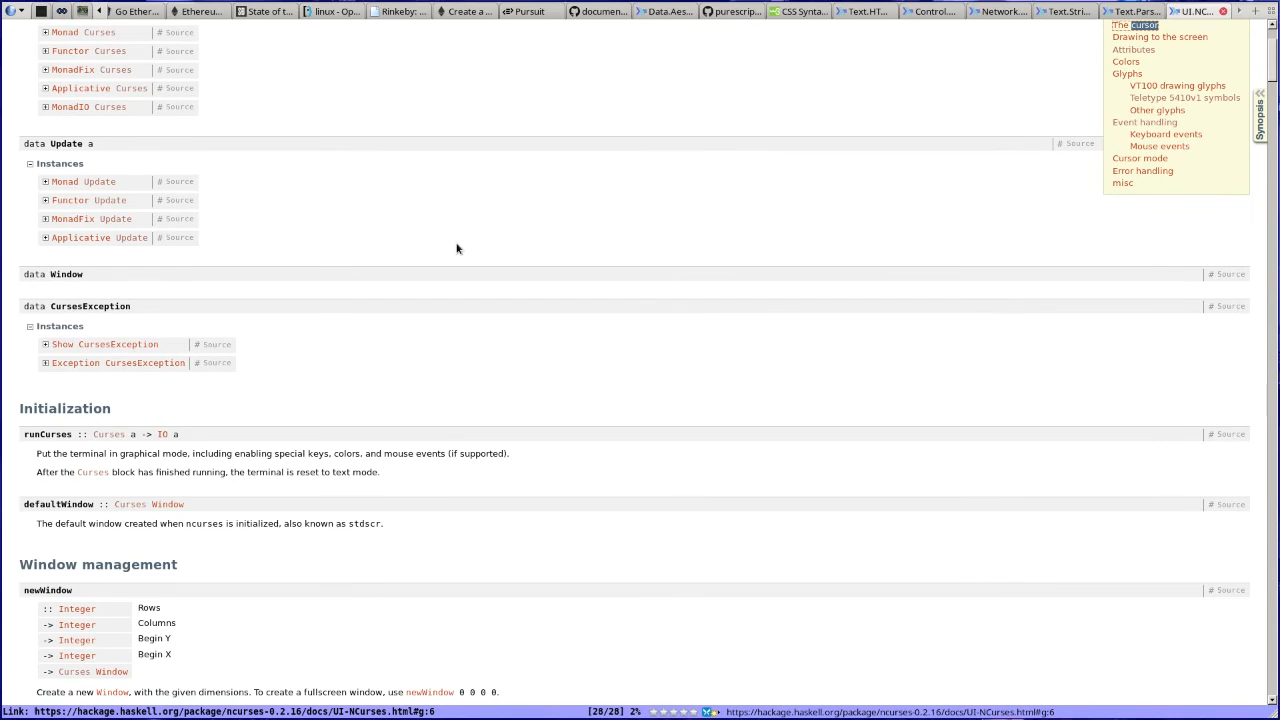 Go Ether...
Ethereu...
State of t...
linux - Op...
Rinkeby: ...
Create a ...
Pursuit
documen...
Data.Aes...
purescrip...
CSS Synta...
Text.HT...
Control....
Network....
Text.Stri...
Text.Pars...
UI.NC...
Monad Curses # Source
Functor Curses # Source
MonadFix Curses # Source
Applicative Curses # Source
MonadIO Curses # Source
The cursor
Drawing to the screen
Attributes
Colors
Glyphs
VT100 drawing glyphs
Teletype 5410v1 symbols
Other glyphs
Event handling
Keyboard events
Mouse events
Cursor mode
Error handling
misc
Synopsis
data Update a # Source
Instances
Monad Update # Source
Functor Update # Source
MonadFix Update # Source
Applicative Update # Source
data Window # Source
data CursesException # Source
Instances
Show CursesException # Source
Exception CursesException # Source
Initialization
runCurses :: Curses a -> IO a # Source
Put the terminal in graphical mode, including enabling special keys, colors, and mouse events (if supported).
After the Curses block has finished running, the terminal is reset to text mode.
defaultWindow :: Curses Window # Source
The default window created when ncurses is initialized, also known as stdscr.
Window management
newWindow # Source
:: Integer Rows
-> Integer Columns
-> Integer Begin Y
-> Integer Begin X
-> Curses Window
Create a new Window, with the given dimensions. To create a fullscreen window, use newWindow 0 0 0 0.
Link: https://hackage.haskell.org/package/ncurses-0.2.16/docs/UI-NCurses.html#g:6 [28/28] 2% https://hackage.haskell.org/package/ncurses-0.2.16/docs/UI-NCurses.html#g:6